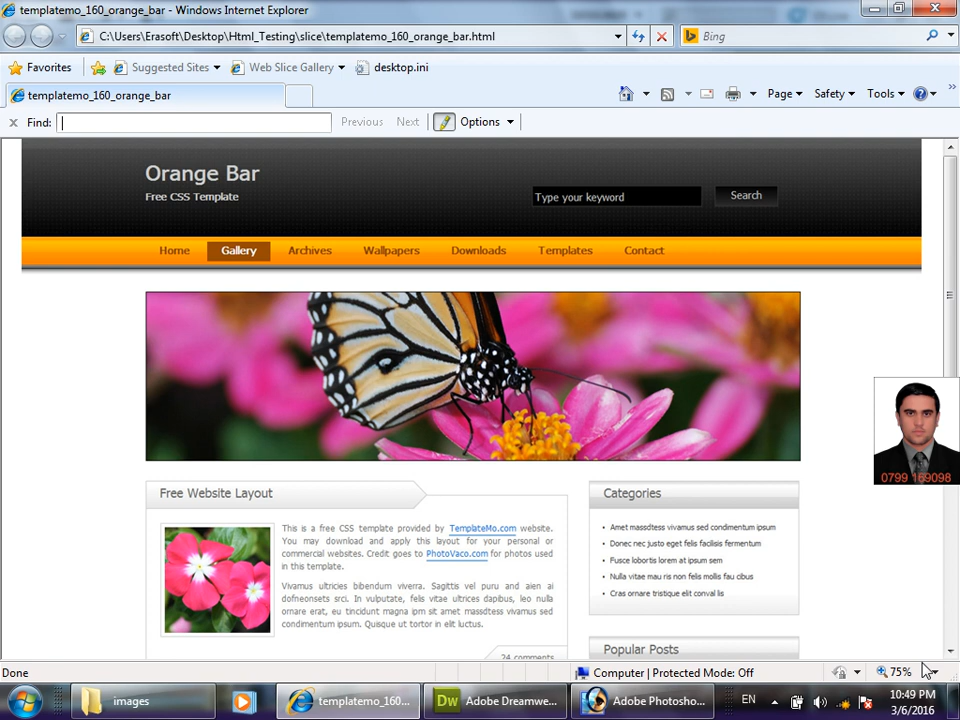 templatemo_160_orange_bar - Windows Internet Explorer
C:\Users\Erasoft\Desktop\Html_Testing\slice\templatemo_160_orange_bar.html
Bing
Favorites
Suggested Sites
Web Slice Gallery
desktop.ini
templatemo_160_orange_bar
Page
Safety
Tools
Find:
Previous
Next
Options
Orange Bar
Free CSS Template
Type your keyword
Search
Home
Gallery
Archives
Wallpapers
Downloads
Templates
Contact
0799 169098
Free Website Layout
This is a free CSS template provided by TemplateMo.com website.
You may download and apply this layout for your personal or
commercial websites. Credit goes to PhotoVaco.com for photos used
in this template.
Vivamus ultricies bibendum viverra. Sagittis vel puru and aien ai
dofneonsets srci. In vulputate, felis vitae ultrices dapibus, leo nulla
ornare erat, eu tincidunt magna ipm sit amet massdtess vivamus sed
condimentum ipsum. Quisque ut tortor in elit luctus.
24 comments
Categories
Amet massdtess vivamus sed condimentum ipsum
Donec nec justo eget felis facilisis fermentum
Fusce lobortis lorem at ipsum sem
Nulla vitae mau ris non felis mollis fau cibus
Cras ornare tristique elit conval lis
Popular Posts
Done
Computer | Protected Mode: Off
75%
images
templatemo_160...
Dw
Adobe Dreamwe...
Adobe Photosho...
EN
10:49 PM
3/6/2016